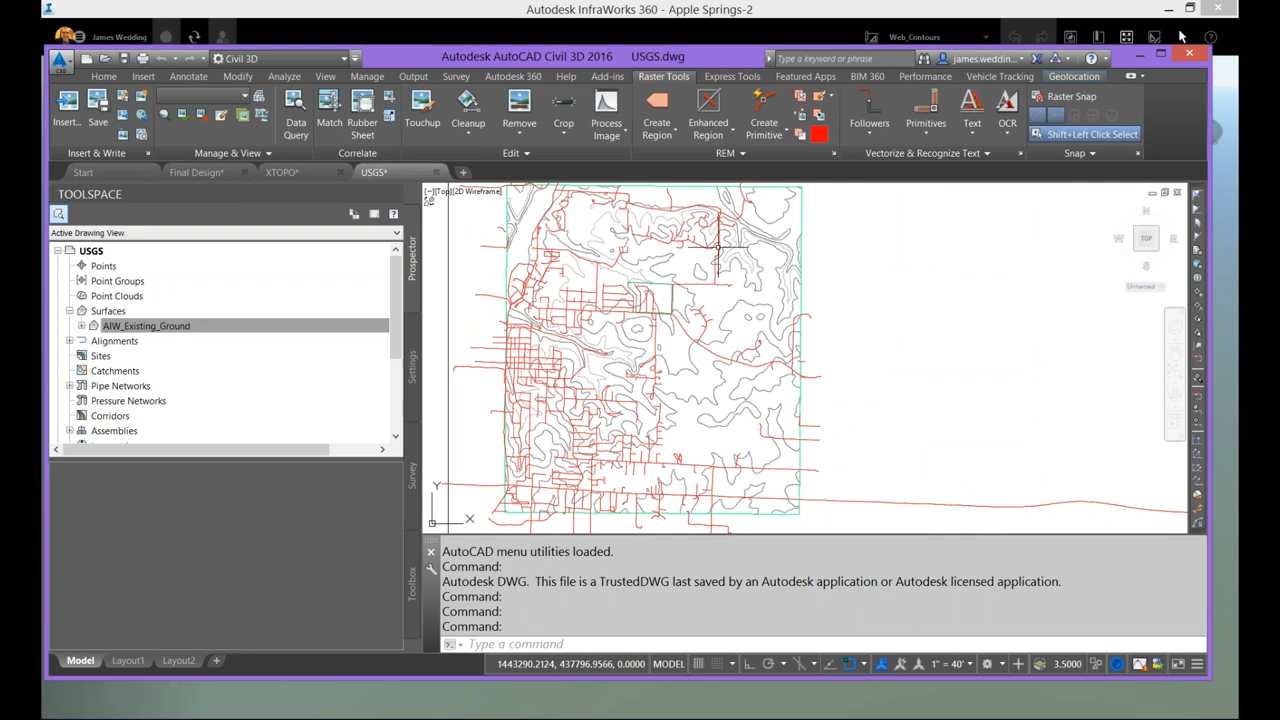 Autodesk InfraWorks 360 - Apple Springs-2
James Wedding
Web_Contours
C3D
Civil 3D
Autodesk AutoCAD Civil 3D 2016 USGS.dwg
Type a keyword or phrase
james.weddin...
Home Insert Annotate Modify Analyze View Manage Output Survey Autodesk 360 Help Add-ins Raster Tools Express Tools Featured Apps BIM 360 Performance Vehicle Tracking Geolocation
Insert... Save
Data Query
Match Rubber Sheet
Touchup Cleanup Remove Crop Process Image
Create Region Enhanced Region Create Primitive
Followers Primitives Text OCR
Raster Snap
Shift+Left Click Select
Insert & Write Manage & View Correlate Edit REM Vectorize & Recognize Text Snap
Start Final Design* XTOPO* USGS*
TOOLSPACE
Active Drawing View
USGS
Points
Point Groups
Point Clouds
Surfaces
AIW_Existing_Ground
Alignments
Sites
Catchments
Pipe Networks
Pressure Networks
Corridors
Assemblies
Prospector
Settings
Survey
Toolbox
[−][Top][2D Wireframe]
N
W TOP E
S
Unnamed
Y
X
AutoCAD menu utilities loaded.
Command:
Autodesk DWG. This file is a TrustedDWG last saved by an Autodesk application or Autodesk licensed application.
Command:
Command:
Command:
Type a command
Model Layout1 Layout2 +
1443290.2124, 437796.9566, 0.0000 MODEL 1" = 40' 3.5000